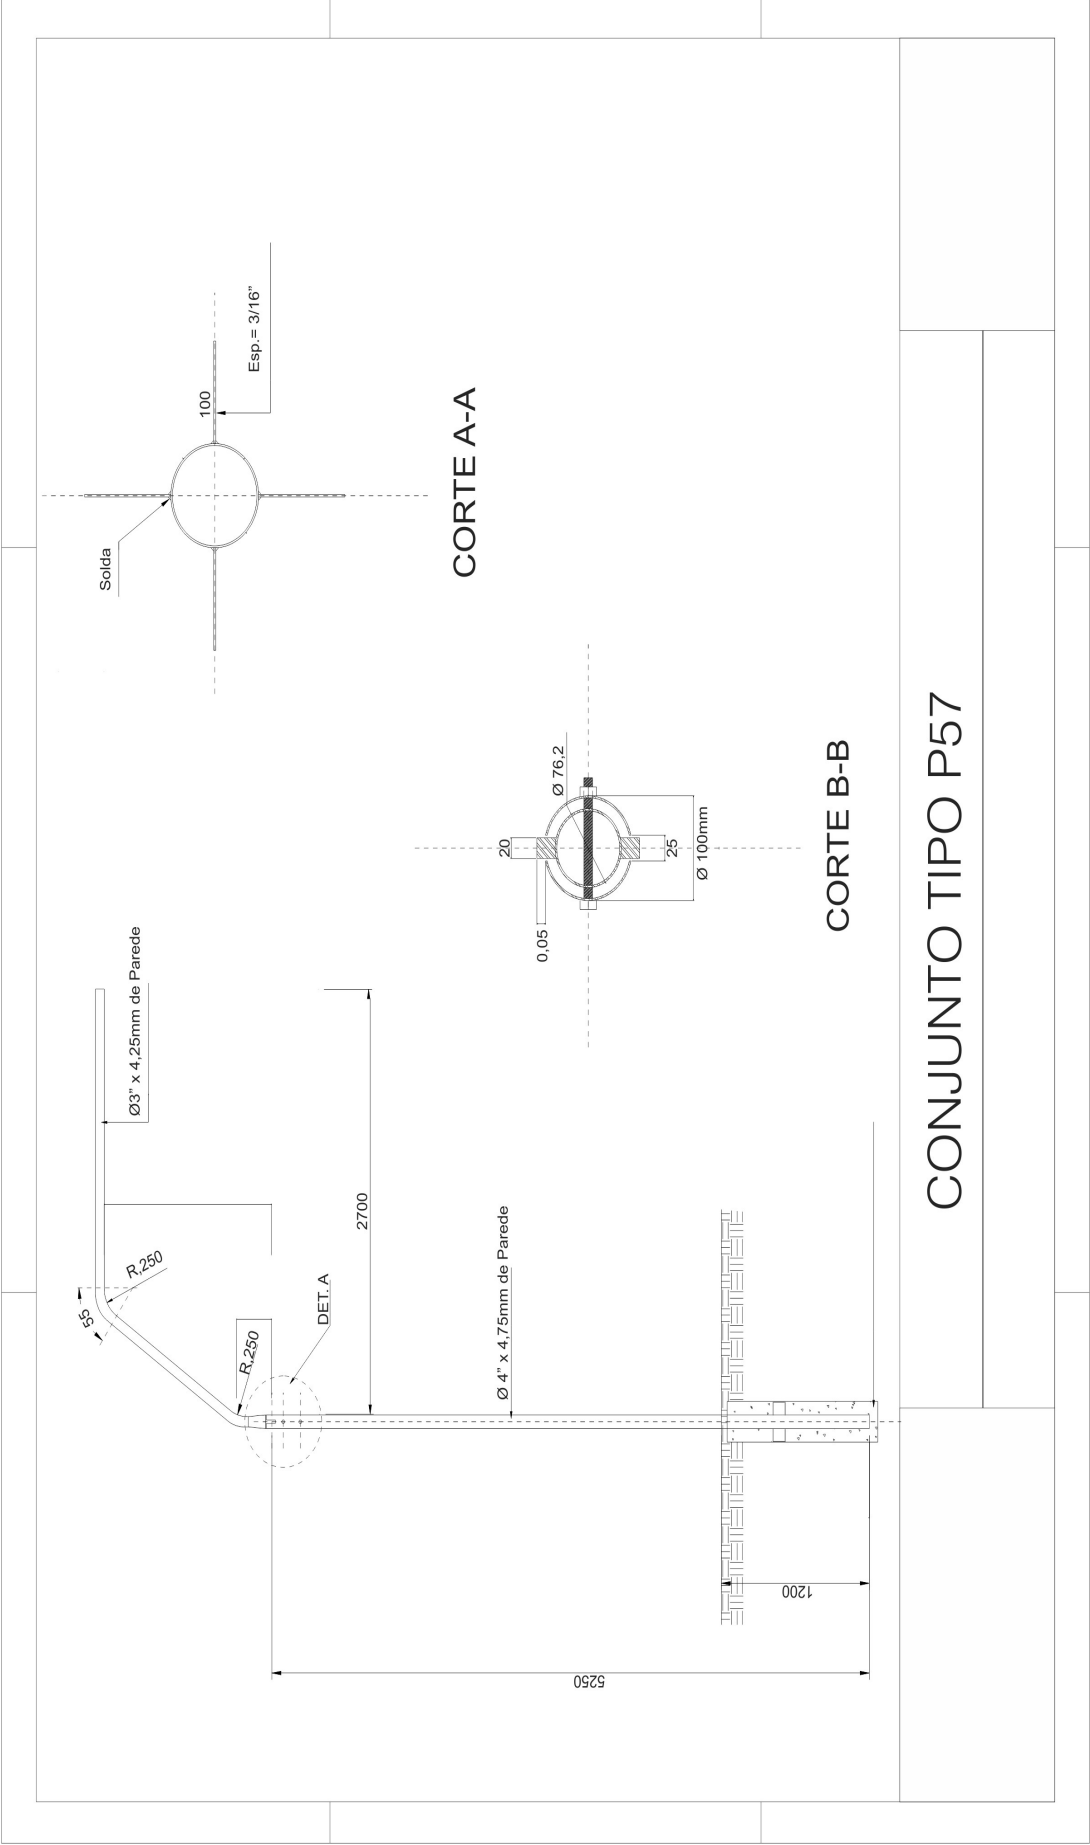 Solda
100
Esp.= 3/16"
CORTE A-A
Ø3" x 4,25mm de Parede
R,250
55
R,250
DET. A
2700
Ø 4" x 4,75mm de Parede
1200
5250
Ø 76,2
20
25
Ø 100mm
0,05
CORTE B-B
CONJUNTO TIPO P57